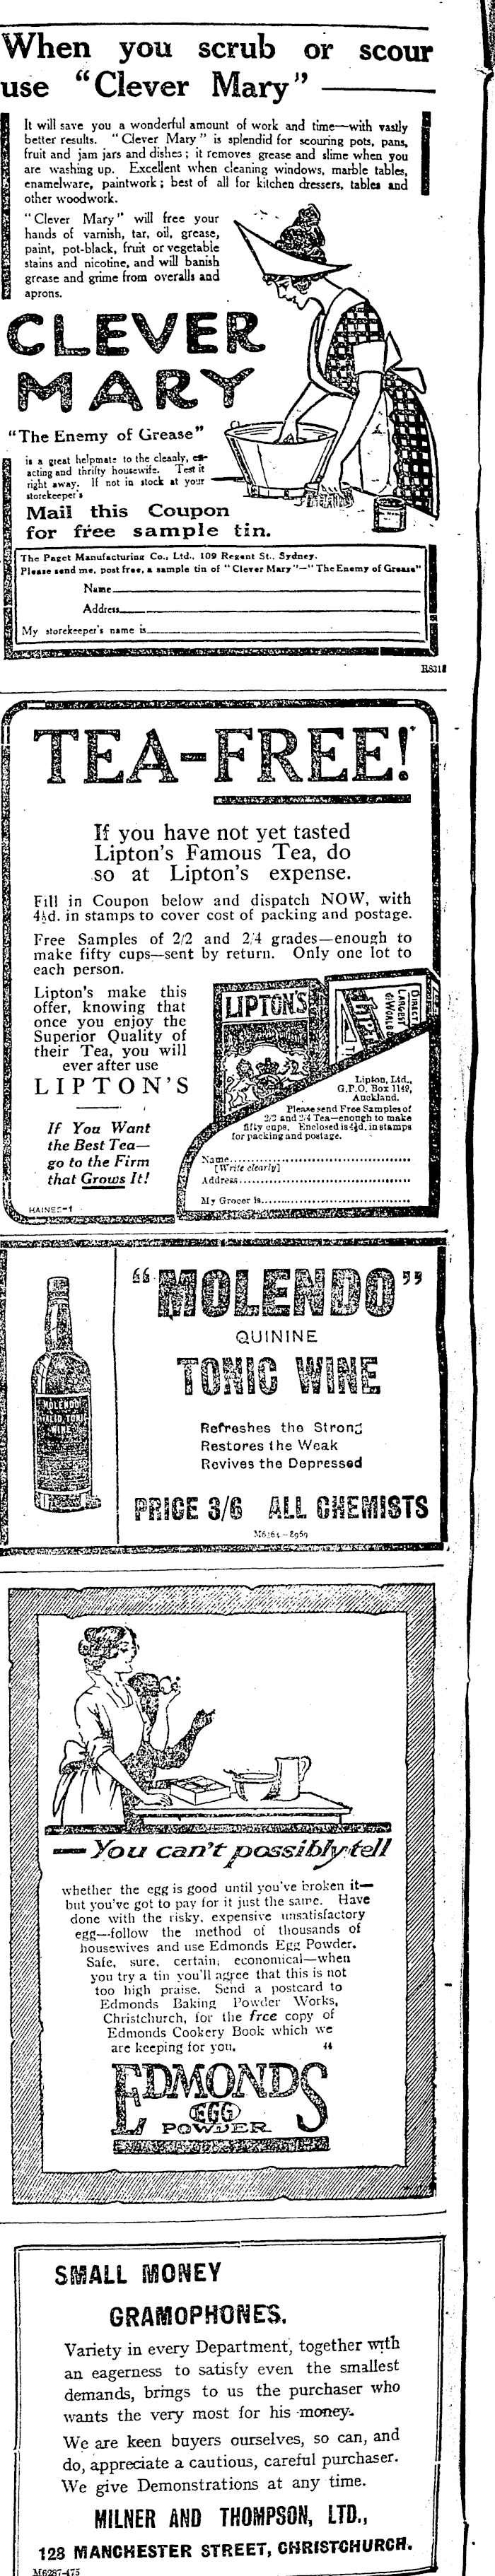 When you scrub or scour
use "Clever Mary"
It will save you a wonderful amount of work and time—with vastly
better results. "Clever Mary" is splendid for scouring pots, pans,
fruit and jam jars and dishes; it removes grease and slime when you
are washing up. Excellent when cleaning windows, marble tables,
enamelware, paintwork; best of all for kitchen dressers, tables and
other woodwork.
"Clever Mary" will free your
hands of varnish, tar, oil, grease,
paint, pot-black, fruit or vegetable
stains and nicotine, and will banish
grease and grime from overalls and
aprons.
CLEVER
MARY
"The Enemy of Grease"
is a great helpmate to the cleanly, ex-
acting and thrifty housewife. Test it
right away. If not in stock at your
storekeeper's
Mail this Coupon
for free sample tin.
The Paget Manufacturing Co., Ltd., 109 Regent St., Sydney.
Please send me, post free, a sample tin of "Clever Mary"—"The Enemy of Grease"
Name
Address
My storekeeper's name is
TEA-FREE!
If you have not yet tasted
Lipton's Famous Tea, do
so at Lipton's expense.
Fill in Coupon below and dispatch NOW, with
4½d. in stamps to cover cost of packing and postage.
Free Samples of 2/2 and 2/4 grades—enough to
make fifty cups—sent by return. Only one lot to
each person.
Lipton's make this
offer, knowing that
once you enjoy the
Superior Quality of
their Tea, you will
ever after use
LIPTON'S
If You Want
the Best Tea—
go to the Firm
that Grows It!
HAINES-1
LIPTON'S
DIRECT
LARGEST
WORLD
Lipton, Ltd.,
G.P.O. Box 1149,
Auckland.
Please send Free Samples of
2/2 and 2/4 Tea—enough to make
fifty cups. Enclosed is 4½d. in stamps
for packing and postage.
Name
[Write clearly]
Address
My Grocer is
"MOLENDO"
QUININE
TONIC WINE
Refreshes the Strong
Restores the Weak
Revives the Depressed
PRICE 3/6 ALL CHEMISTS
MOLENDO
WINE
—You can't possibly tell
whether the egg is good until you've broken it—
but you've got to pay for it just the same. Have
done with the risky, expensive unsatisfactory
egg—follow the method of thousands of
housewives and use Edmonds Egg Powder.
Safe, sure, certain, economical—when
you try a tin you'll agree that this is not
too high praise. Send a postcard to
Edmonds Baking Powder Works,
Christchurch, for the free copy of
Edmonds Cookery Book which we
are keeping for you.
EDMONDS
EGG
POWDER
SMALL MONEY
GRAMOPHONES.
Variety in every Department, together with
an eagerness to satisfy even the smallest
demands, brings to us the purchaser who
wants the very most for his money.
We are keen buyers ourselves, so can, and
do, appreciate a cautious, careful purchaser.
We give Demonstrations at any time.
MILNER AND THOMPSON, LTD.,
128 MANCHESTER STREET, CHRISTCHURCH.
M6287-475